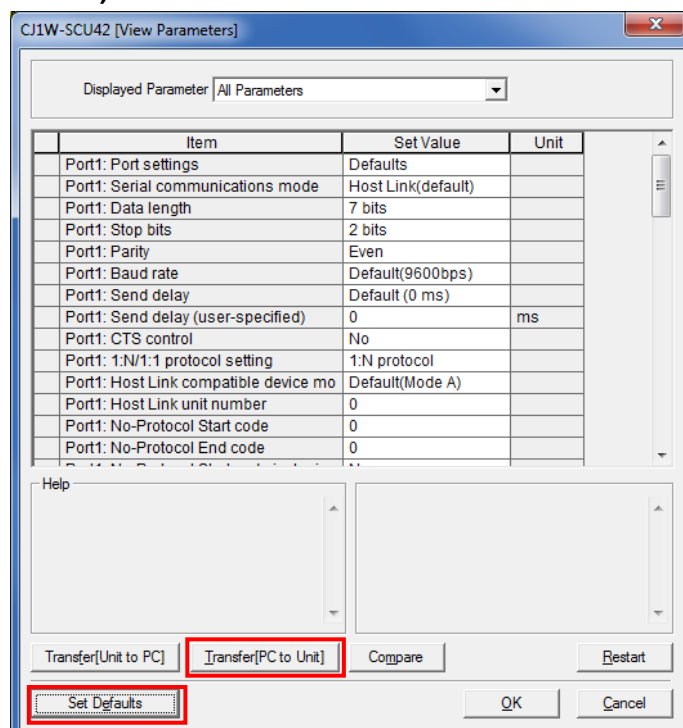 CJ1W-SCU42 [View Parameters]
Displayed Parameter All Parameters
Item Set Value Unit
Port1: Port settings Defaults
Port1: Serial communications mode Host Link(default)
Port1: Data length 7 bits
Port1: Stop bits 2 bits
Port1: Parity Even
Port1: Baud rate Default(9600bps)
Port1: Send delay Default (0 ms)
Port1: Send delay (user-specified) 0 ms
Port1: CTS control No
Port1: 1:N/1:1 protocol setting 1:N protocol
Port1: Host Link compatible device mo Default(Mode A)
Port1: Host Link unit number 0
Port1: No-Protocol Start code 0
Port1: No-Protocol End code 0
Help
Transfer[Unit to PC] Transfer[PC to Unit] Compare Restart
Set Defaults OK Cancel